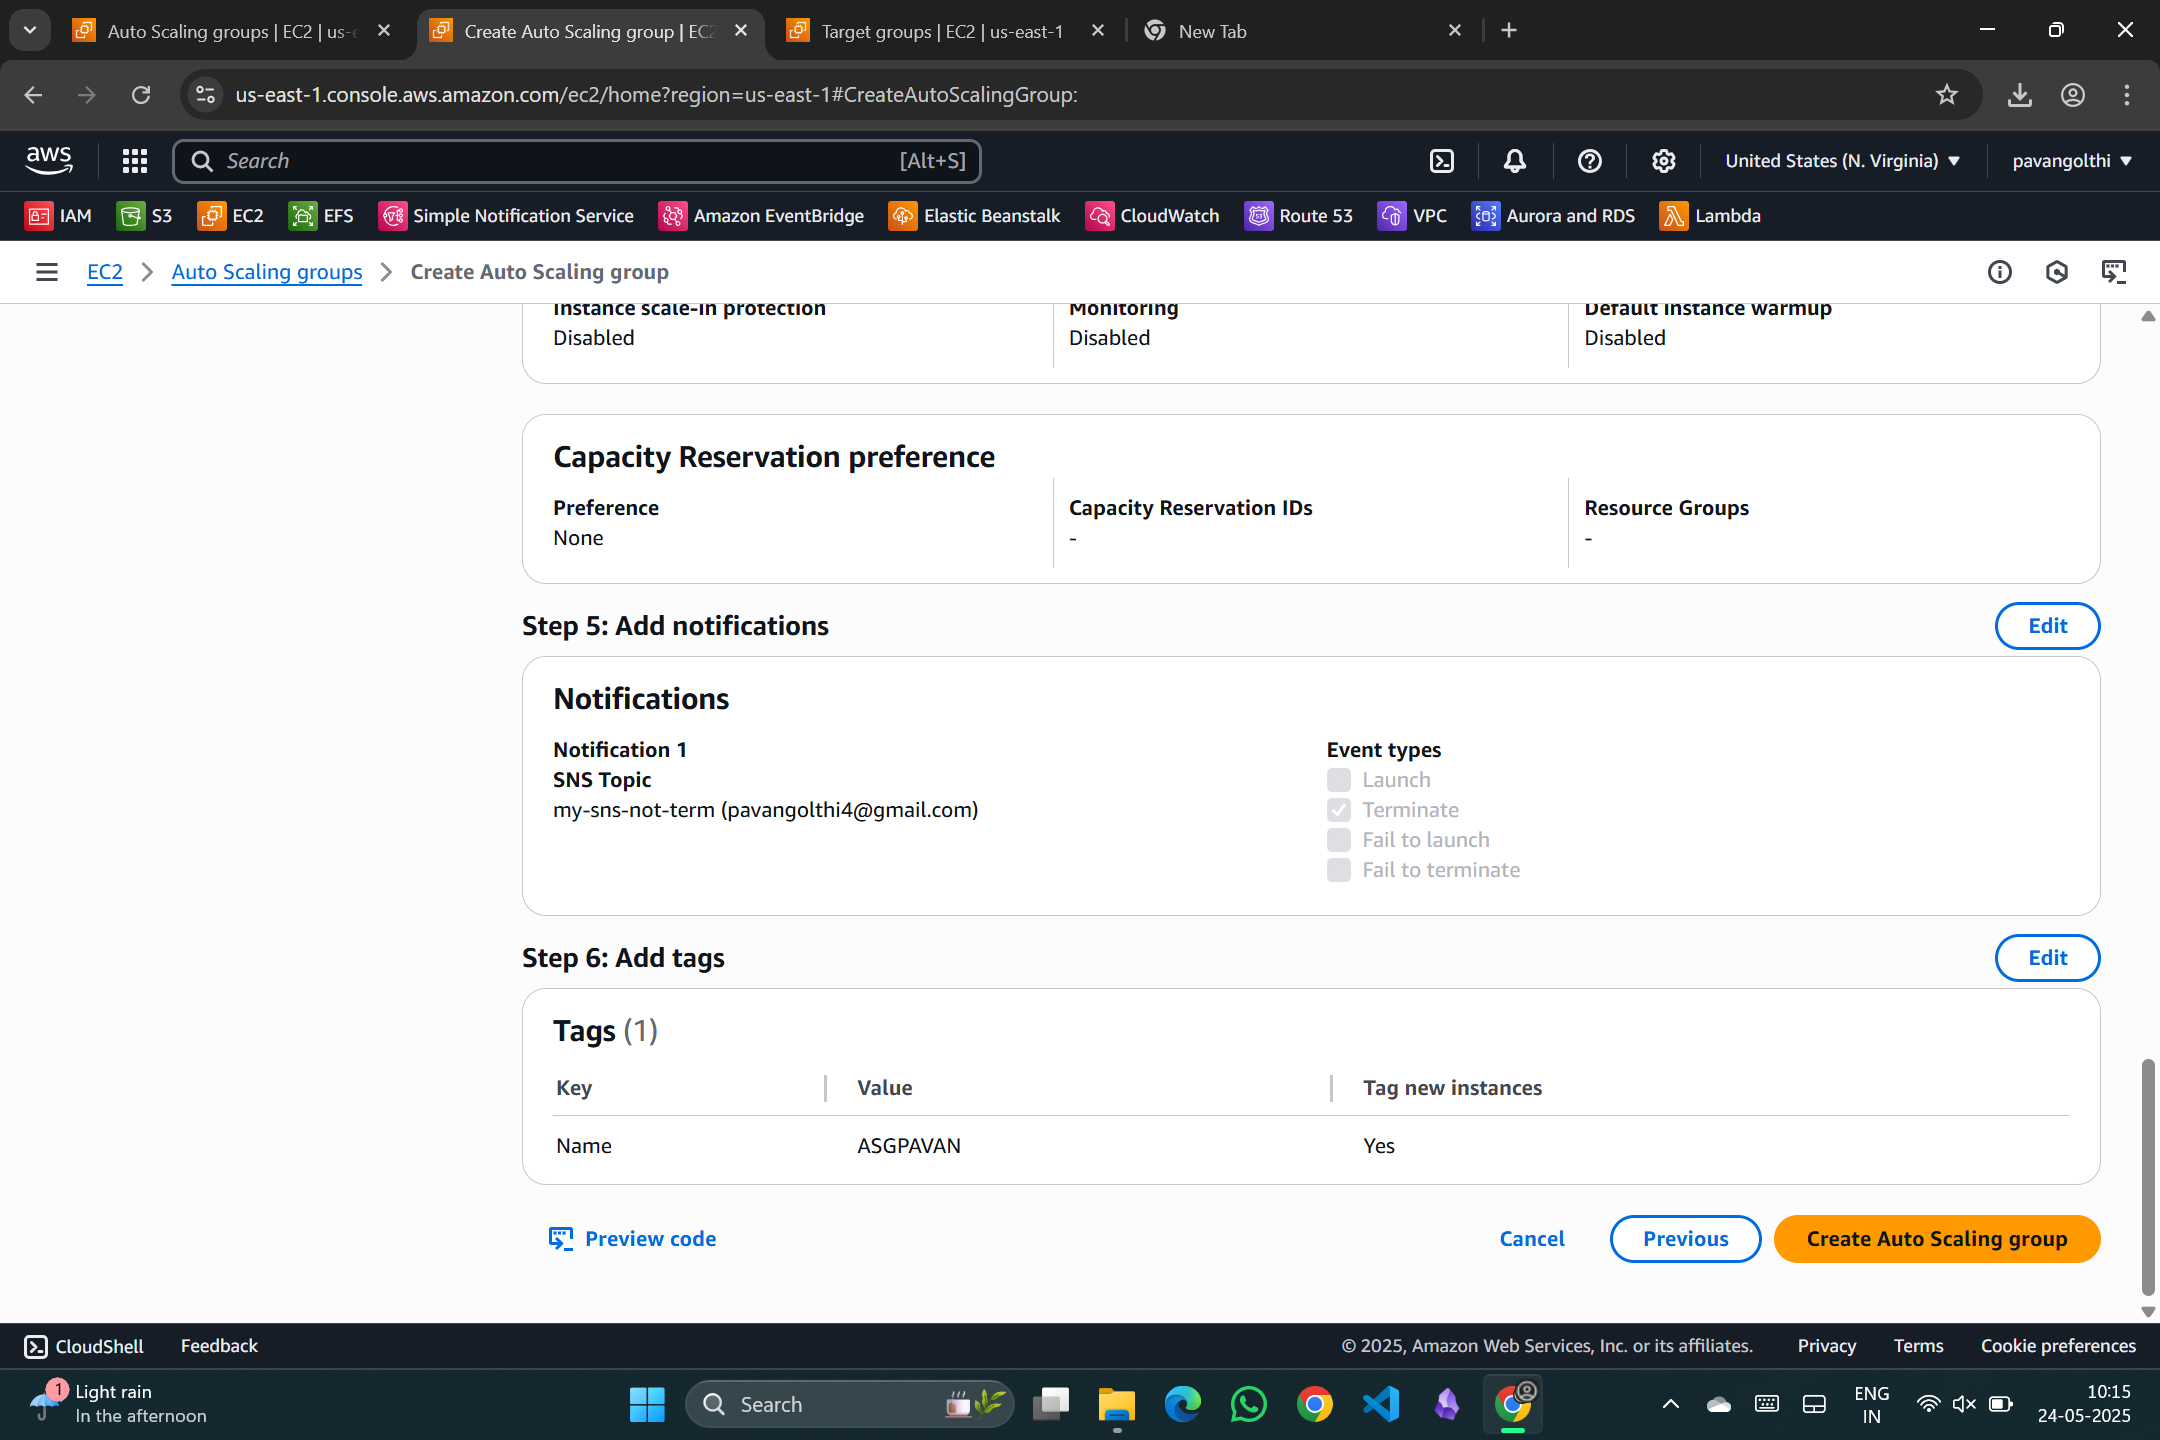 Auto Scaling groups | EC2 | us-e
Create Auto Scaling group | EC2
Target groups | EC2 | us-east-1
New Tab
us-east-1.console.aws.amazon.com/ec2/home?region=us-east-1#CreateAutoScalingGroup:
aws
Search
[Alt+S]
United States (N. Virginia)
pavangolthi
IAM
S3
EC2
EFS
Simple Notification Service
Amazon EventBridge
Elastic Beanstalk
CloudWatch
Route 53
VPC
Aurora and RDS
Lambda
EC2
Auto Scaling groups
Create Auto Scaling group
Instance scale-in protection
Disabled
Monitoring
Disabled
Default instance warmup
Disabled
Capacity Reservation preference
Preference
None
Capacity Reservation IDs
-
Resource Groups
-
Step 5: Add notifications
Edit
Notifications
Notification 1
SNS Topic
my-sns-not-term (pavangolthi4@gmail.com)
Event types
Launch
Terminate
Fail to launch
Fail to terminate
Step 6: Add tags
Edit
Tags (1)
Key
Value
Tag new instances
Name
ASGPAVAN
Yes
Preview code
Cancel
Previous
Create Auto Scaling group
CloudShell
Feedback
© 2025, Amazon Web Services, Inc. or its affiliates.
Privacy
Terms
Cookie preferences
1
Light rain
In the afternoon
Search
ENG
IN
10:15
24-05-2025